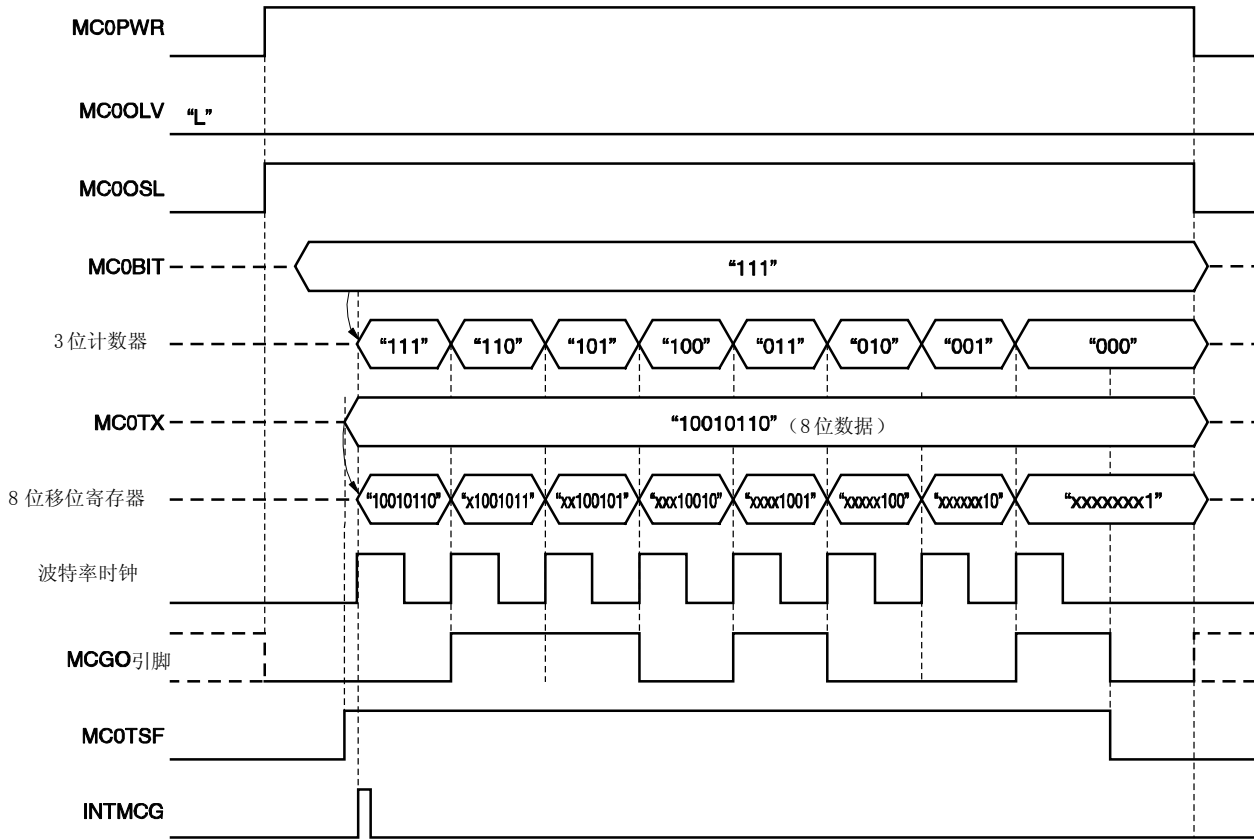 MC0PWR
MC0OLV “L”
MC0OSL
MC0BIT “111”
3位计数器 “111” “110” “101” “100” “011” “010” “001” “000”
MC0TX “10010110”（8位数据）
8位移位寄存器 “10010110” “x1001011” “xx100101” “xxx10010” “xxxx1001” “xxxxx100” “xxxxxx10” “xxxxxxx1”
波特率时钟
MCGO引脚
MC0TSF
INTMCG